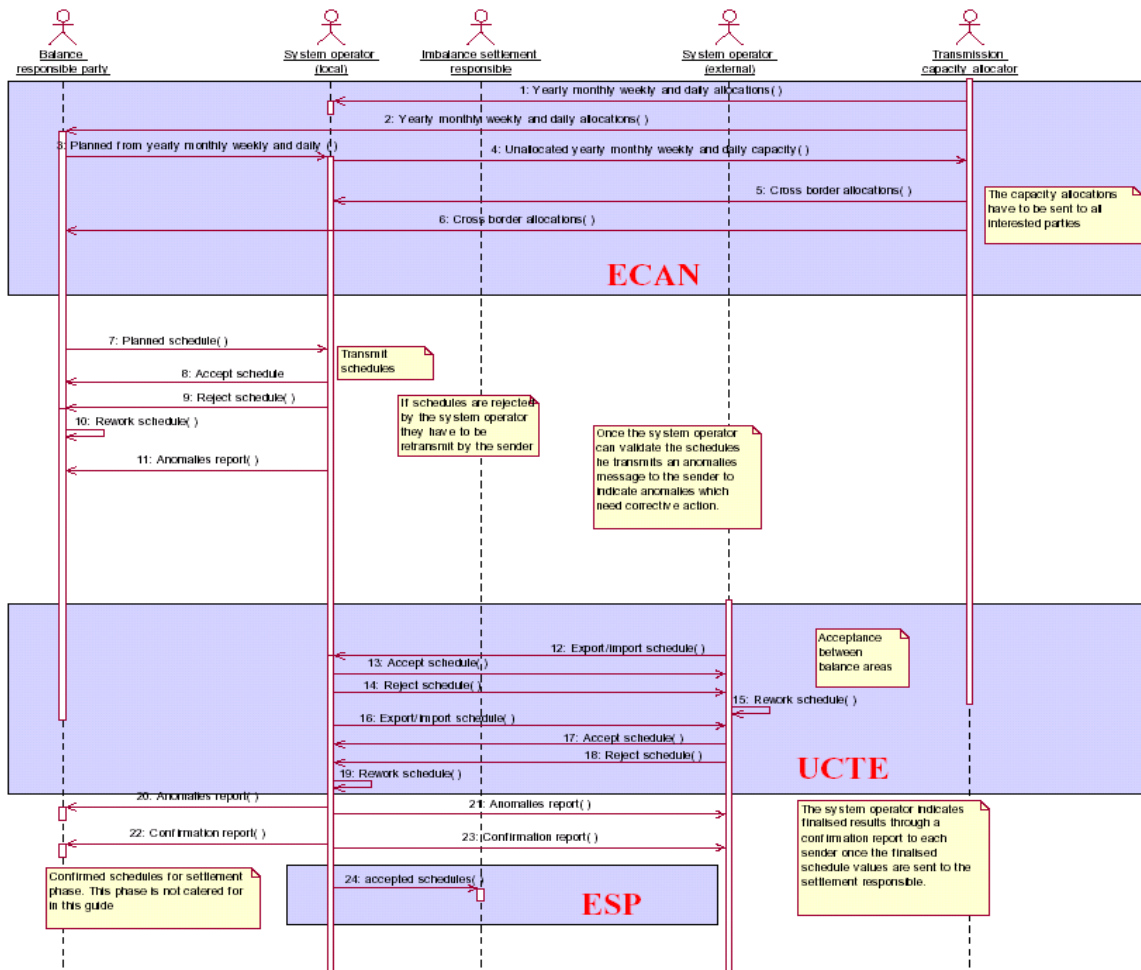 Balance
responsible party
System operator
(local)
Imbalance settlement
responsible
System operator
(external)
Transmission
capacity allocator
1: Yearly monthly weekly and daily allocations( )
2: Yearly monthly weekly and daily allocations( )
3: Planned from yearly monthly weekly and daily ( )
4: Unallocated yearly monthly weekly and daily capacity( )
5: Cross border allocations( )
The capacity allocations
have to be sent to all
interested parties
6: Cross border allocations( )
ECAN
7: Planned schedule( )
Transmit
schedules
8: Accept schedule
9: Reject schedule( )
If schedules are rejected
by the system operator
they have to be
retransmit by the sender
10: Rework schedule( )
Once the system operator
can validate the schedules
he transmits an anomalies
message to the sender to
indicate anomalies which
need corrective action.
11: Anomalies report( )
12: Export/import schedule( )
Acceptance
between
balance areas
13: Accept schedule( )
14: Reject schedule( )
15: Rework schedule( )
16: Export/import schedule( )
17: Accept schedule( )
18: Reject schedule( )
UCTE
19: Rework schedule( )
20: Anomalies report( )
21: Anomalies report( )
The system operator indicates
finalised results through a
confirmation report to each
sender once the finalised
schedule values are sent to the
settlement responsible.
22: Confirmation report( )
23: Confirmation report( )
Confirmed schedules for settlement
phase. This phase is not catered for
in this guide
24: accepted schedules( )
ESP